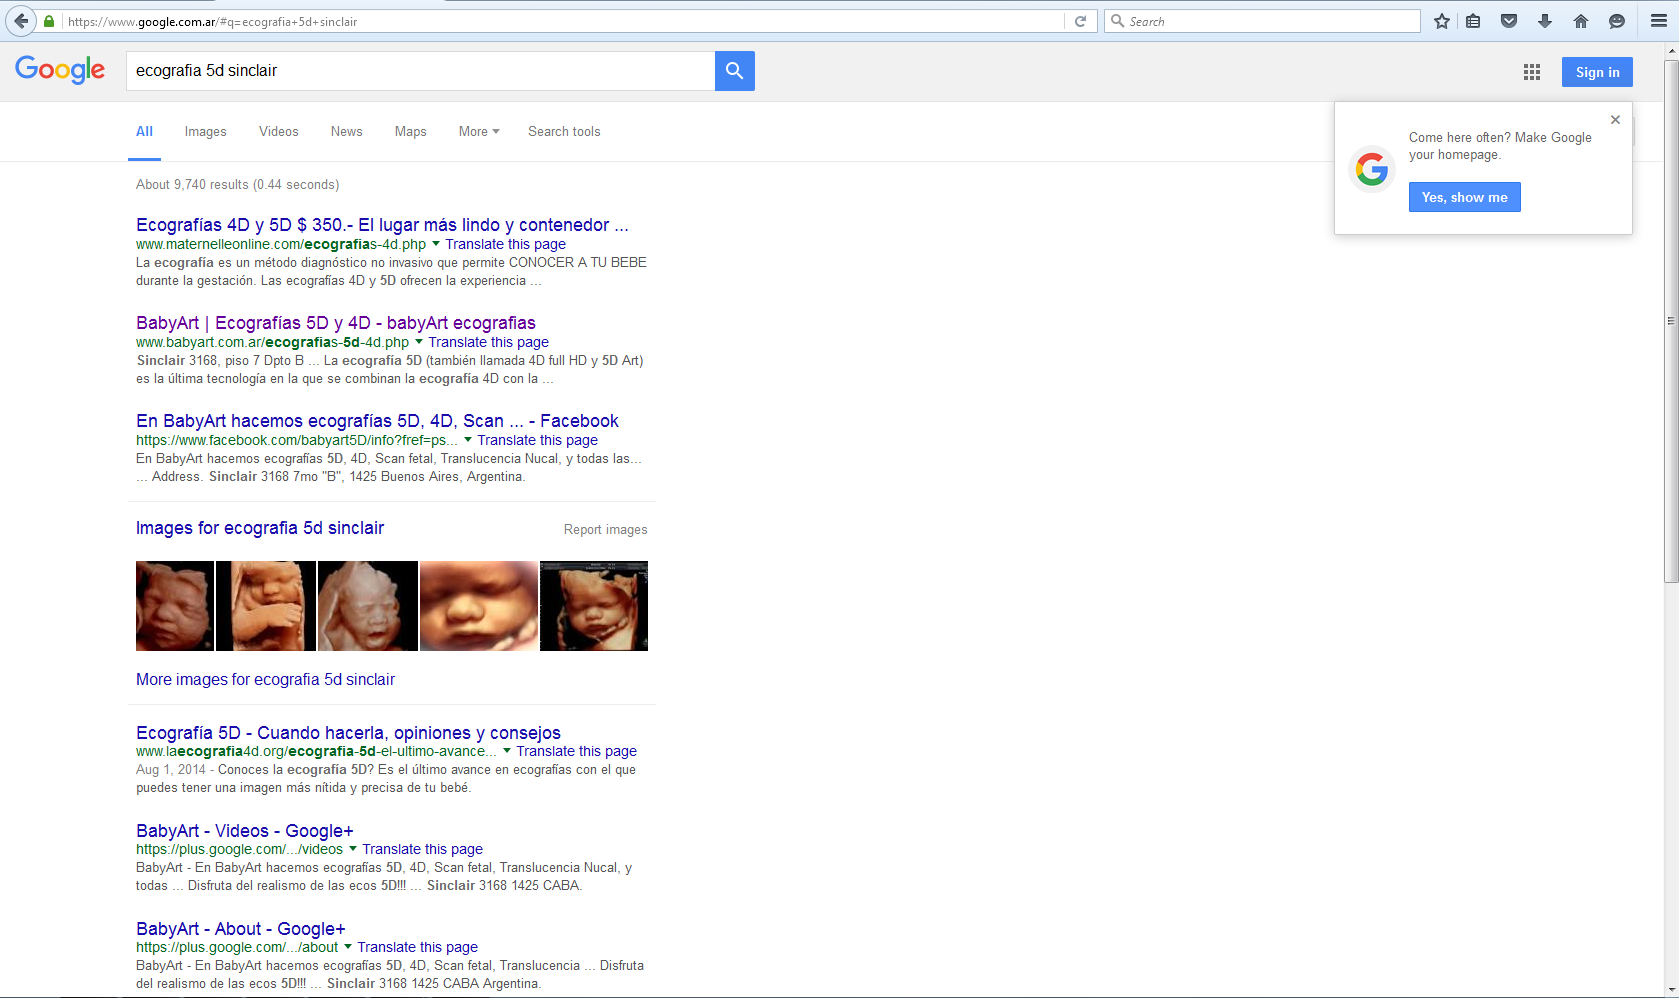 https://www.google.com.ar/#q=ecografia+5d+sinclair
Search
Google
ecografia 5d sinclair
Sign in
All
Images
Videos
News
Maps
More
Search tools
Come here often? Make Google
your homepage.
Yes, show me
About 9,740 results (0.44 seconds)
Ecografías 4D y 5D $ 350.- El lugar más lindo y contenedor ...
www.maternelleonline.com/ecografias-4d.php Translate this page
La ecografía es un método diagnóstico no invasivo que permite CONOCER A TU BEBE
durante la gestación. Las ecografías 4D y 5D ofrecen la experiencia ...
BabyArt | Ecografías 5D y 4D - babyArt ecografias
www.babyart.com.ar/ecografias-5d-4d.php Translate this page
Sinclair 3168, piso 7 Dpto B ... La ecografía 5D (también llamada 4D full HD y 5D Art)
es la última tecnología en la que se combinan la ecografía 4D con la ...
En BabyArt hacemos ecografías 5D, 4D, Scan ... - Facebook
https://www.facebook.com/babyart5D/info?fref=ps... Translate this page
En BabyArt hacemos ecografías 5D, 4D, Scan fetal, Translucencia Nucal, y todas las...
... Address. Sinclair 3168 7mo "B", 1425 Buenos Aires, Argentina.
Images for ecografia 5d sinclair
Report images
More images for ecografia 5d sinclair
Ecografía 5D - Cuando hacerla, opiniones y consejos
www.laecografia4d.org/ecografia-5d-el-ultimo-avance... Translate this page
Aug 1, 2014 - Conoces la ecografía 5D? Es el último avance en ecografías con el que
puedes tener una imagen más nítida y precisa de tu bebé.
BabyArt - Videos - Google+
https://plus.google.com/.../videos Translate this page
BabyArt - En BabyArt hacemos ecografías 5D, 4D, Scan fetal, Translucencia Nucal, y
todas ... Disfruta del realismo de las ecos 5D!!! ... Sinclair 3168 1425 CABA.
BabyArt - About - Google+
https://plus.google.com/.../about Translate this page
BabyArt - En BabyArt hacemos ecografías 5D, 4D, Scan fetal, Translucencia ... Disfruta
del realismo de las ecos 5D!!! ... Sinclair 3168 1425 CABA Argentina.